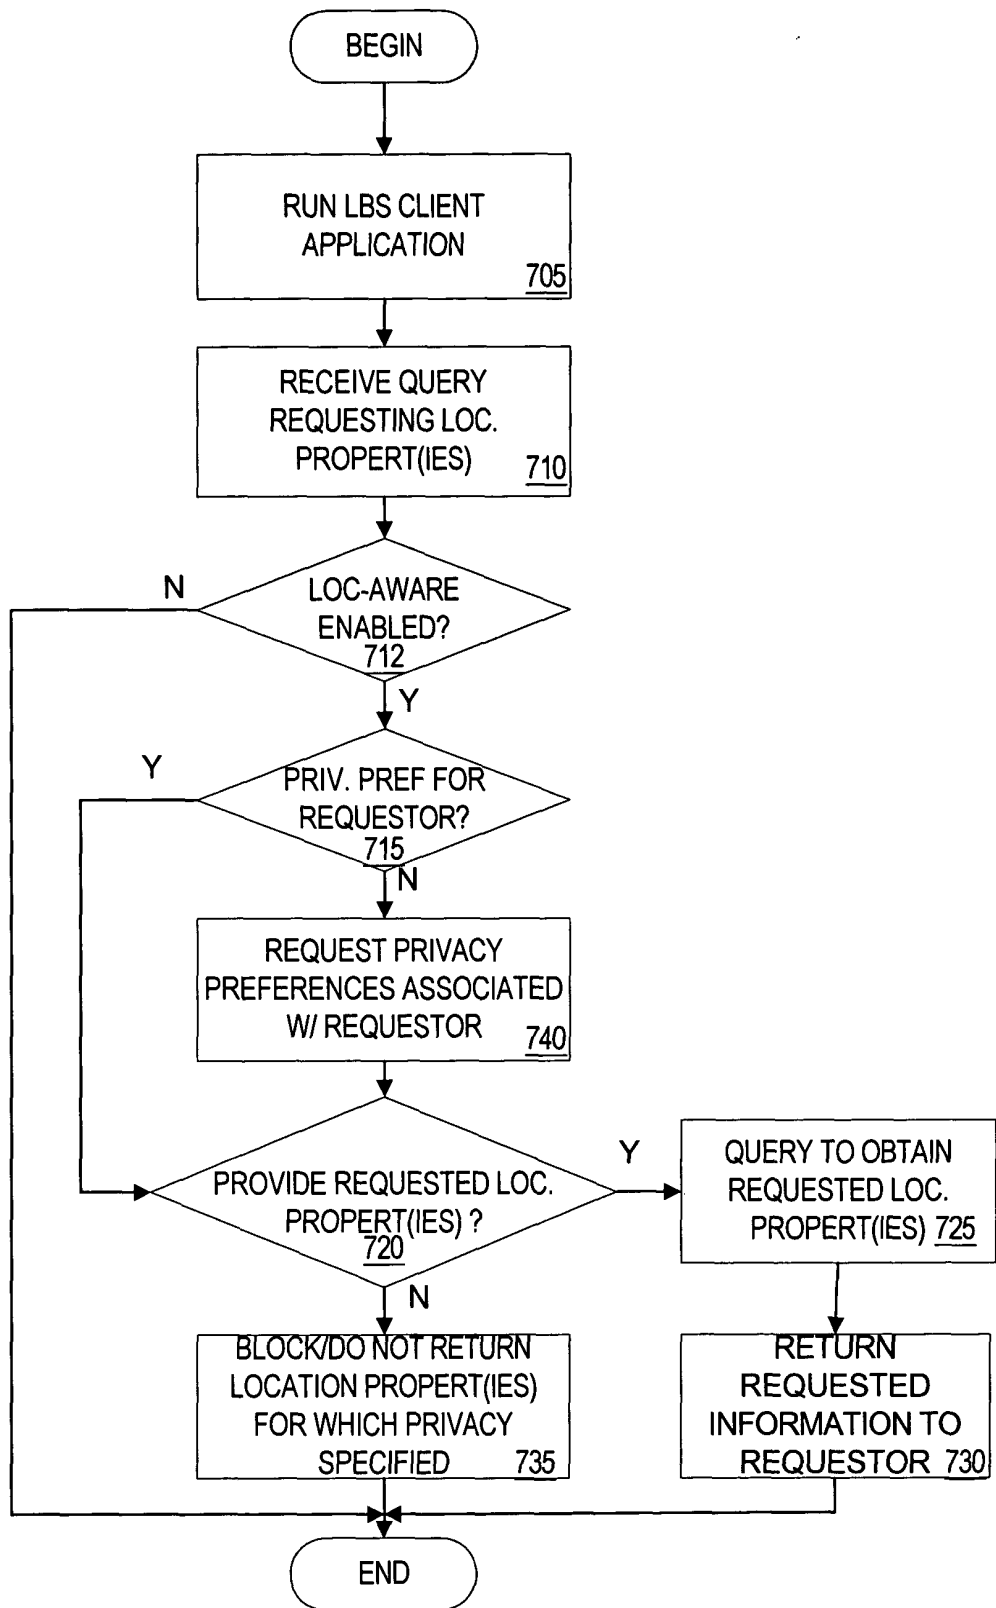 BEGIN
RUN LBS CLIENT
APPLICATION
705
RECEIVE QUERY
REQUESTING LOC.
PROPERT(IES)
710
N
LOC-AWARE
ENABLED?
712
Y
Y
PRIV. PREF FOR
REQUESTOR?
715
N
REQUEST PRIVACY
PREFERENCES ASSOCIATED
W/ REQUESTOR
740
PROVIDE REQUESTED LOC.
PROPERT(IES) ?
720
Y
QUERY TO OBTAIN
REQUESTED LOC.
PROPERT(IES) 725
N
BLOCK/DO NOT RETURN
LOCATION PROPERT(IES)
FOR WHICH PRIVACY
SPECIFIED 735
RETURN
REQUESTED
INFORMATION TO
REQUESTOR 730
END